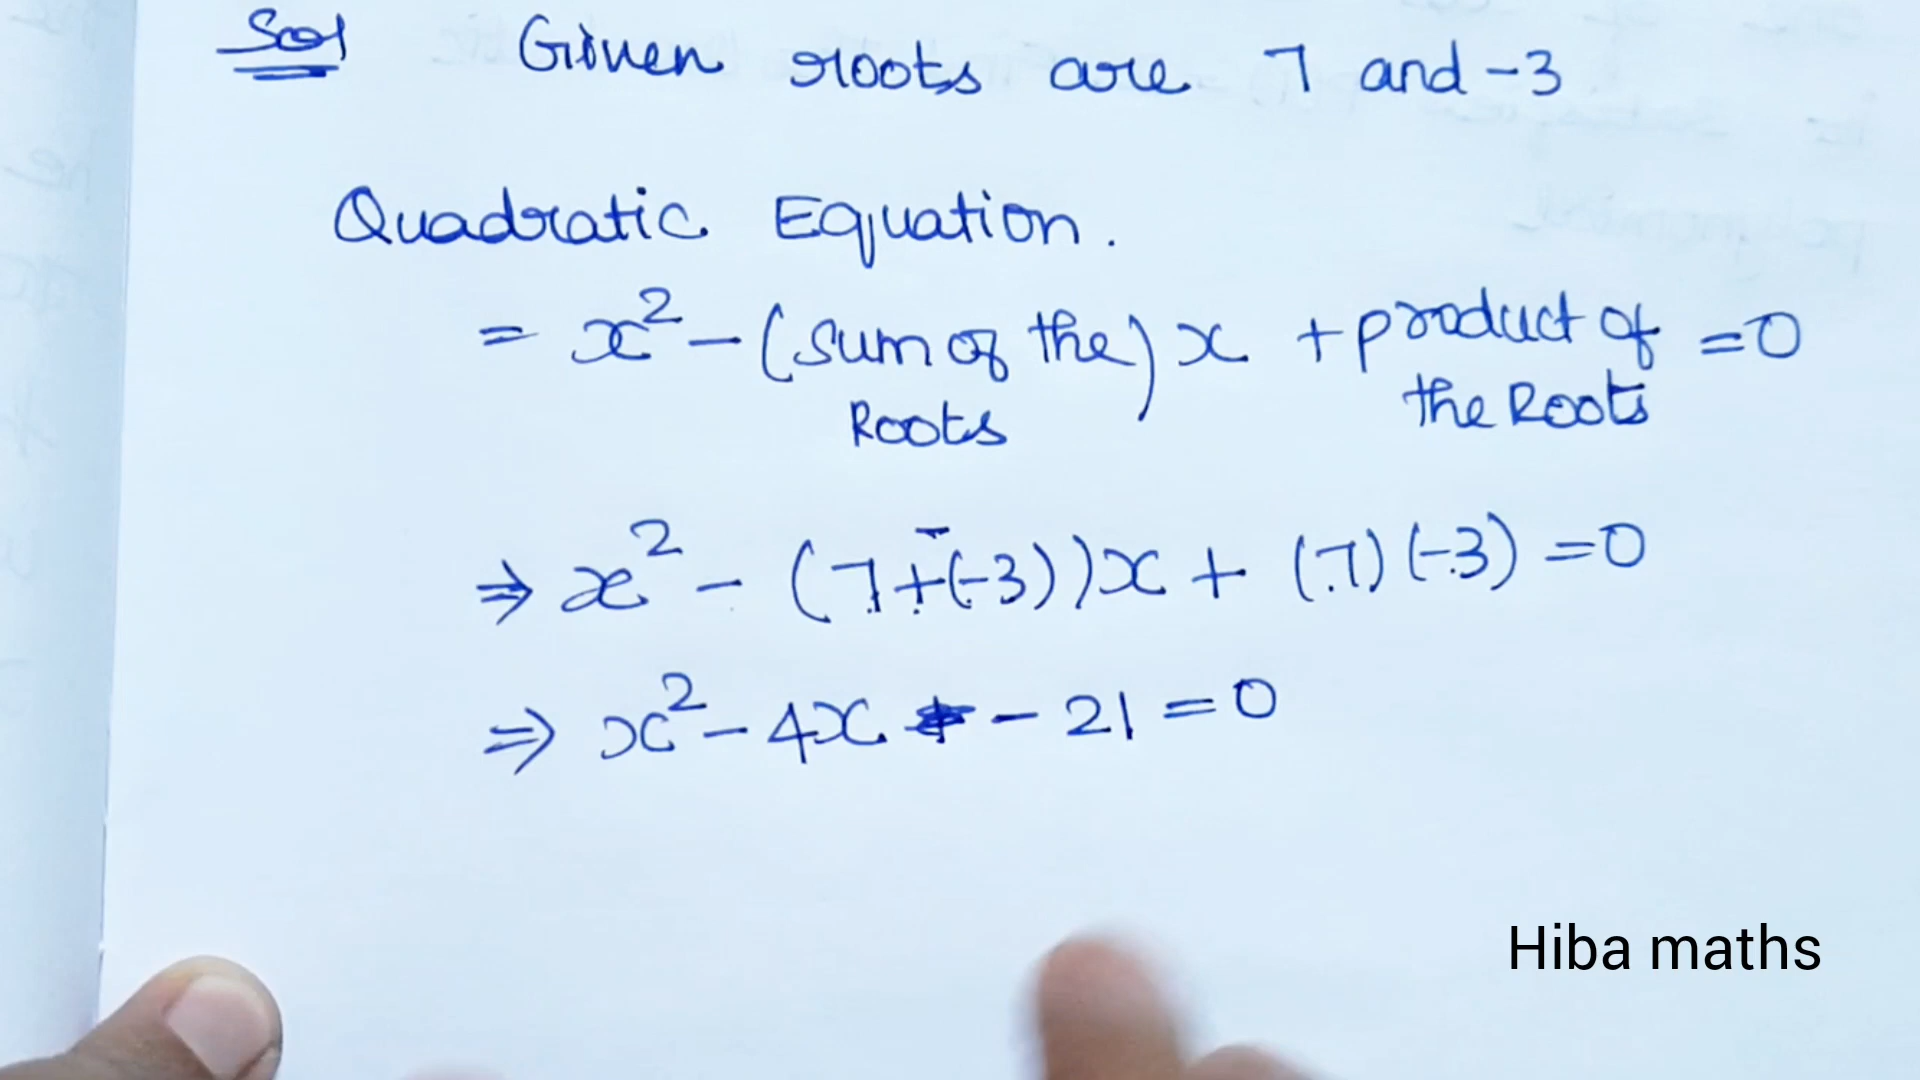 Sol Given roots are 7 and -3
Quadratic Equation.
= x² - (sum of the Roots) x + product of the Roots = 0
⇒ x² - (7+(-3))x + (7)(-3) = 0
⇒ x² - 4x - 21 = 0
Hiba maths